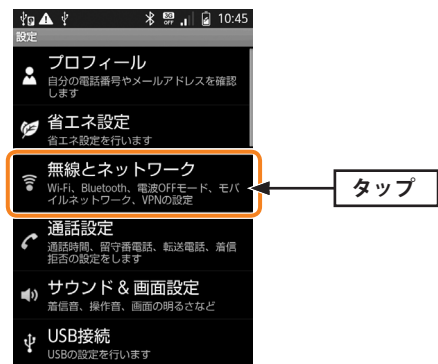 3G
OFF
10:45
設定
プロフィール
自分の電話番号やメールアドレスを確認
します
省エネ設定
省エネ設定を行います
無線とネットワーク
Wi-Fi、Bluetooth、電波OFFモード、モバ
イルネットワーク、VPNの設定
タップ
通話設定
通話時間、留守番電話、転送電話、着信
拒否の設定をします
サウンド & 画面設定
着信音、操作音、画面の明るさなど
USB接続
USBの設定を行います